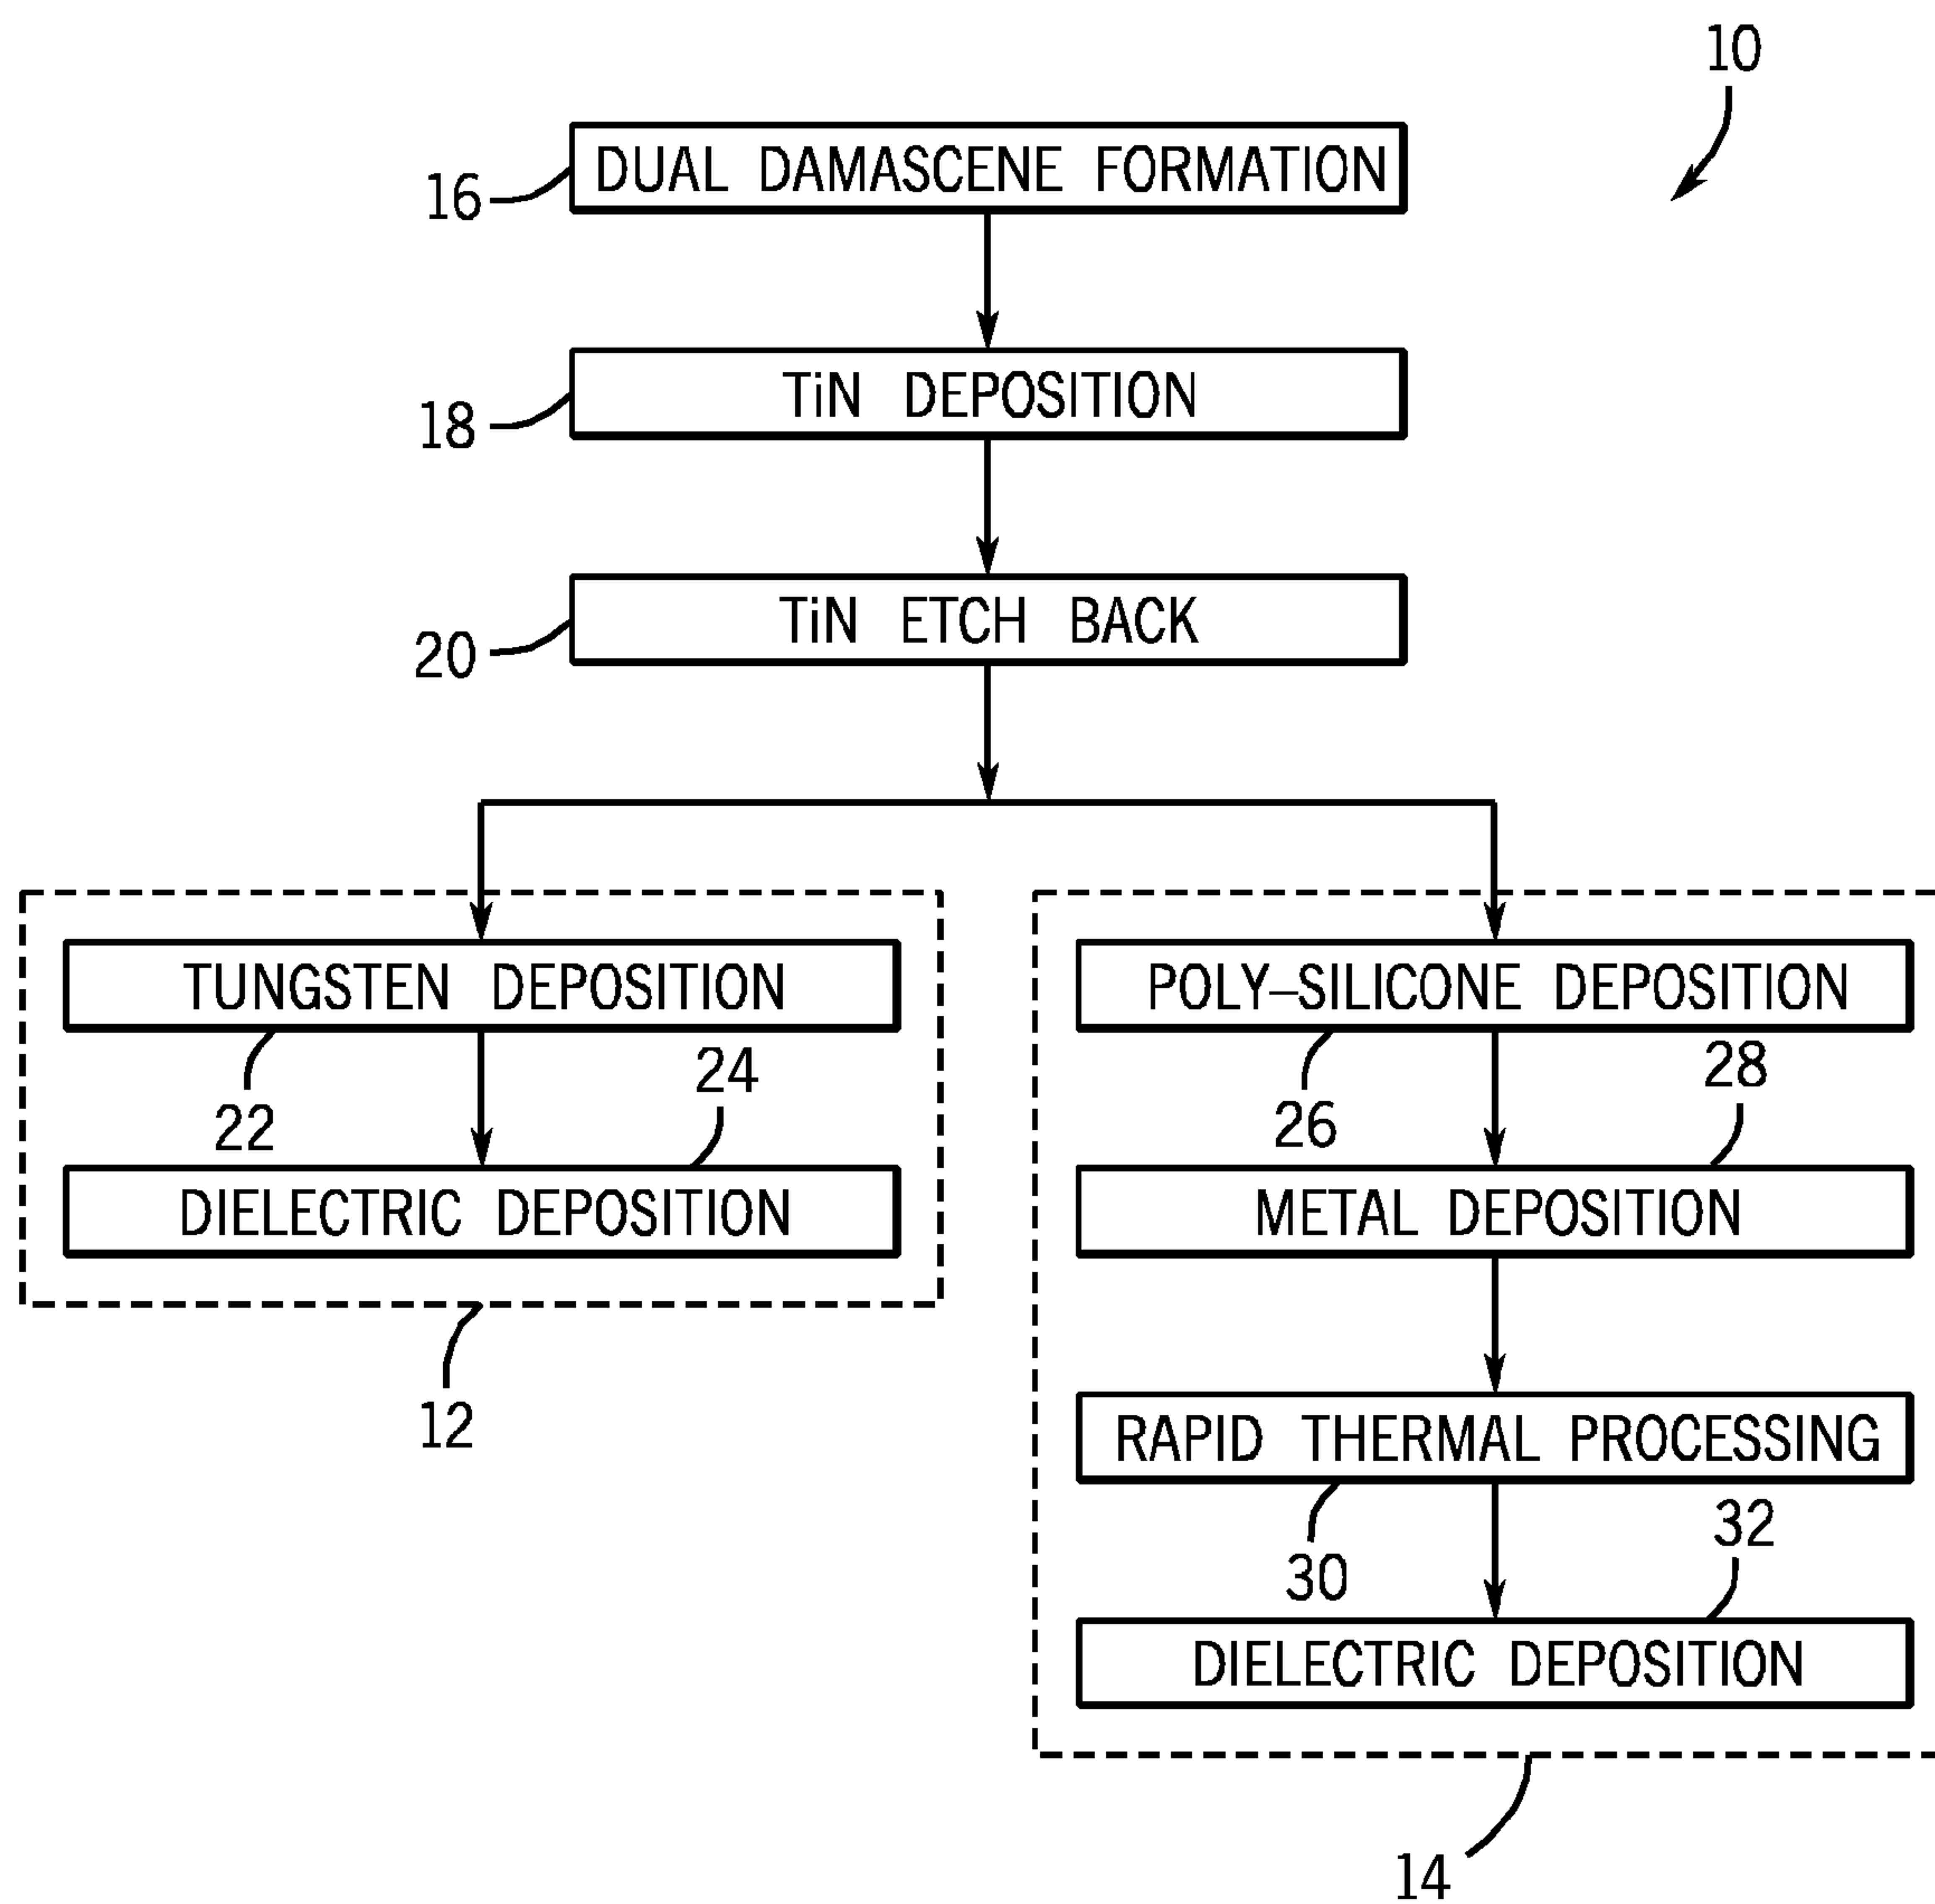 10
DUAL DAMASCENE FORMATION
16
TiN DEPOSITION
18
TiN ETCH BACK
20
TUNGSTEN DEPOSITION
22
24
DIELECTRIC DEPOSITION
12
POLY–SILICONE DEPOSITION
26
28
METAL DEPOSITION
RAPID THERMAL PROCESSING
30
32
DIELECTRIC DEPOSITION
14